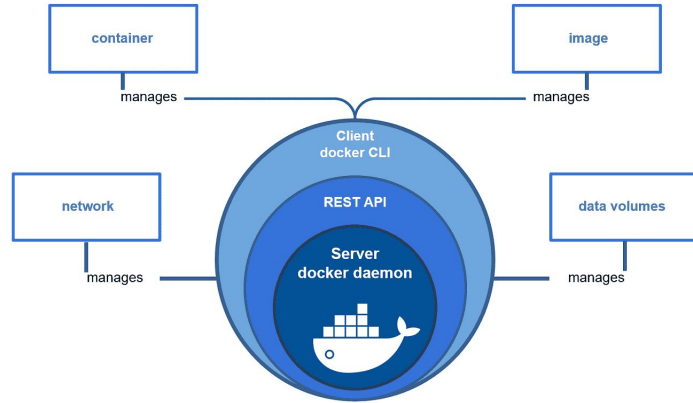 container
image
manages
manages
Client
docker CLI
network
REST API
data volumes
Server
docker daemon
manages
manages